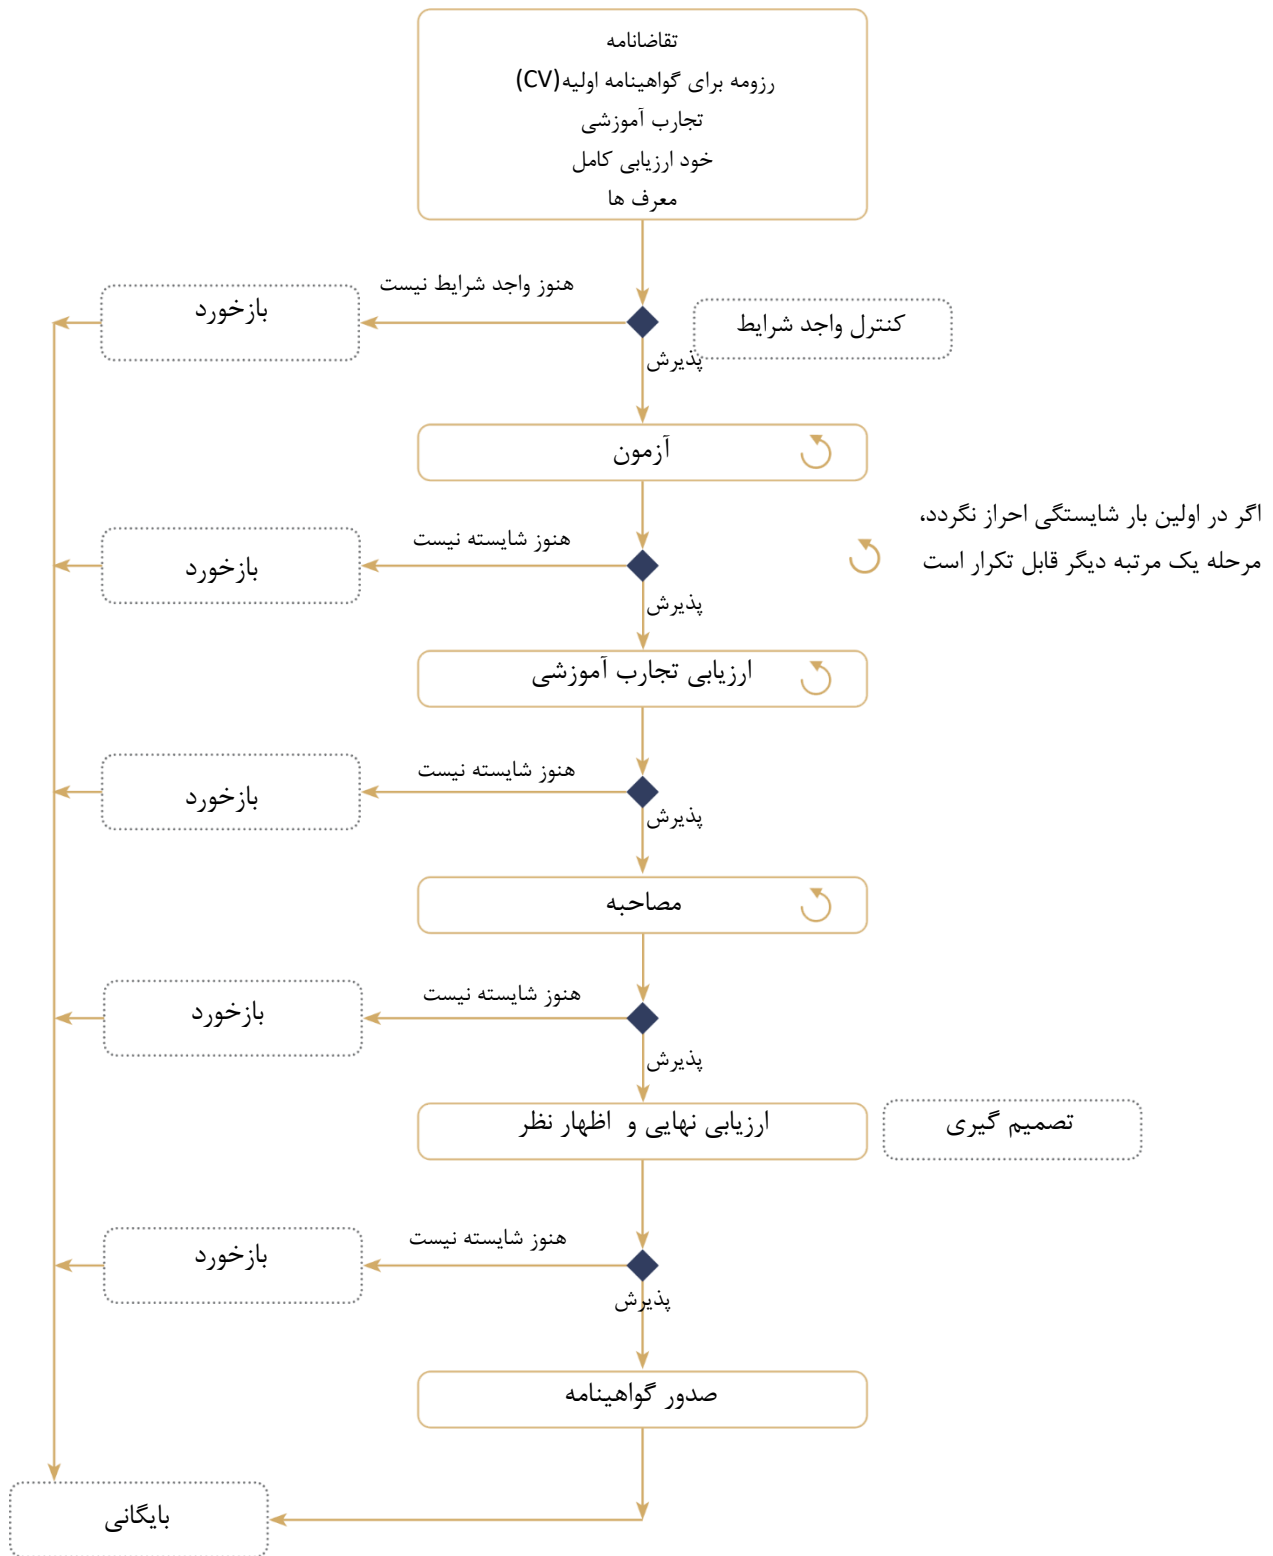 تقاضانامه
رزومه برای گواهینامه اولیه(CV)
تجارب آموزشی
خود ارزیابی کامل
معرف ها
هنوز واجد شرایط نیست
بازخورد
کنترل واجد شرایط
پذیرش
آزمون
اگر در اولین بار شایستگی احراز نگردد،
مرحله یک مرتبه دیگر قابل تکرار است
هنوز شایسته نیست
بازخورد
پذیرش
ارزیابی تجارب آموزشی
هنوز شایسته نیست
بازخورد
پذیرش
مصاحبه
هنوز شایسته نیست
بازخورد
پذیرش
ارزیابی نهایی و اظهار نظر
تصمیم گیری
هنوز شایسته نیست
بازخورد
پذیرش
صدور گواهینامه
بایگانی